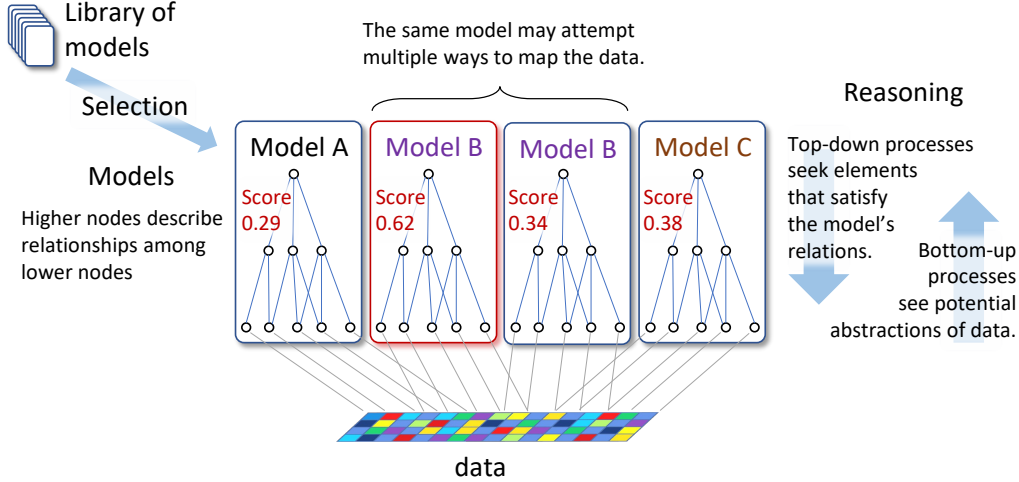 Library of
models
The same model may attempt
multiple ways to map the data.
Selection
Reasoning
Models
Higher nodes describe
relationships among
lower nodes
Model A
Score
0.29
Model B
Score
0.62
Model B
Score
0.34
Model C
Score
0.38
Top-down processes
seek elements
that satisfy
the model’s
relations.
Bottom-up
processes
see potential
abstractions of data.
data